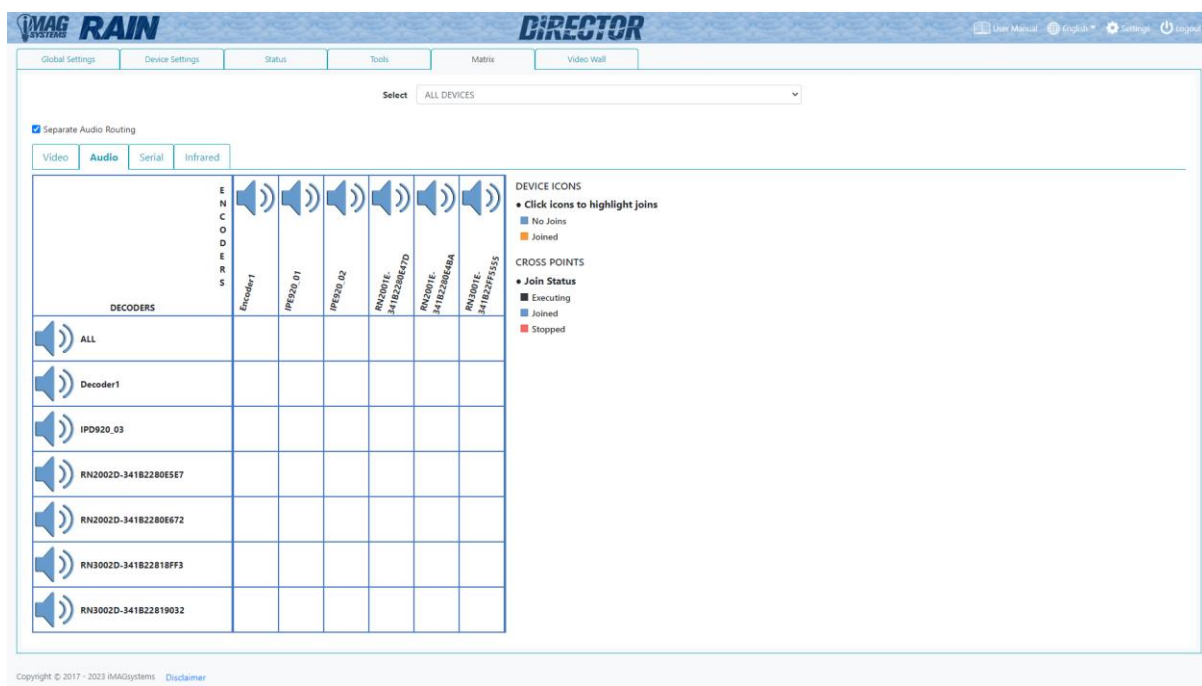 iMAG SYSTEMS RAIN DiRECTOR User Manual English Settings Logout
Global Settings Device Settings Status Tools Matrix Video Wall
Select ALL DEVICES
Separate Audio Routing
Video Audio Serial Infrared
ENCODERS
DECODERS
Encoder1
IPE920_01
IPE920_02
RN2001E-
341B2280E47D
RN2001E-
341B2280E4BA
RN3001E-
341B22FF5555
ALL
Decoder1
IPD920_03
RN2002D-341B2280E5E7
RN2002D-341B2280E672
RN3002D-341B22818FF3
RN3002D-341B22819032
DEVICE ICONS
• Click icons to highlight joins
No Joins
Joined
CROSS POINTS
• Join Status
Executing
Joined
Stopped
Copyright © 2017 - 2023 iMAGsystems Disclaimer